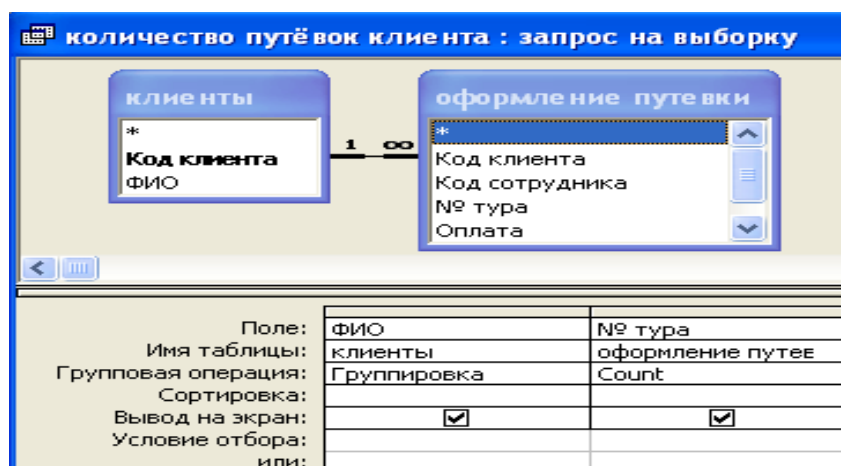 количество путёвок клиента : запрос на выборку
клиенты
*
Код клиента
ФИО
1 ∞
оформление путевки
*
Код клиента
Код сотрудника
№ тура
Оплата
Поле: ФИО № тура
Имя таблицы: клиенты оформление путев
Групповая операция: Группировка Count
Сортировка:
Вывод на экран:
Условие отбора:
или: